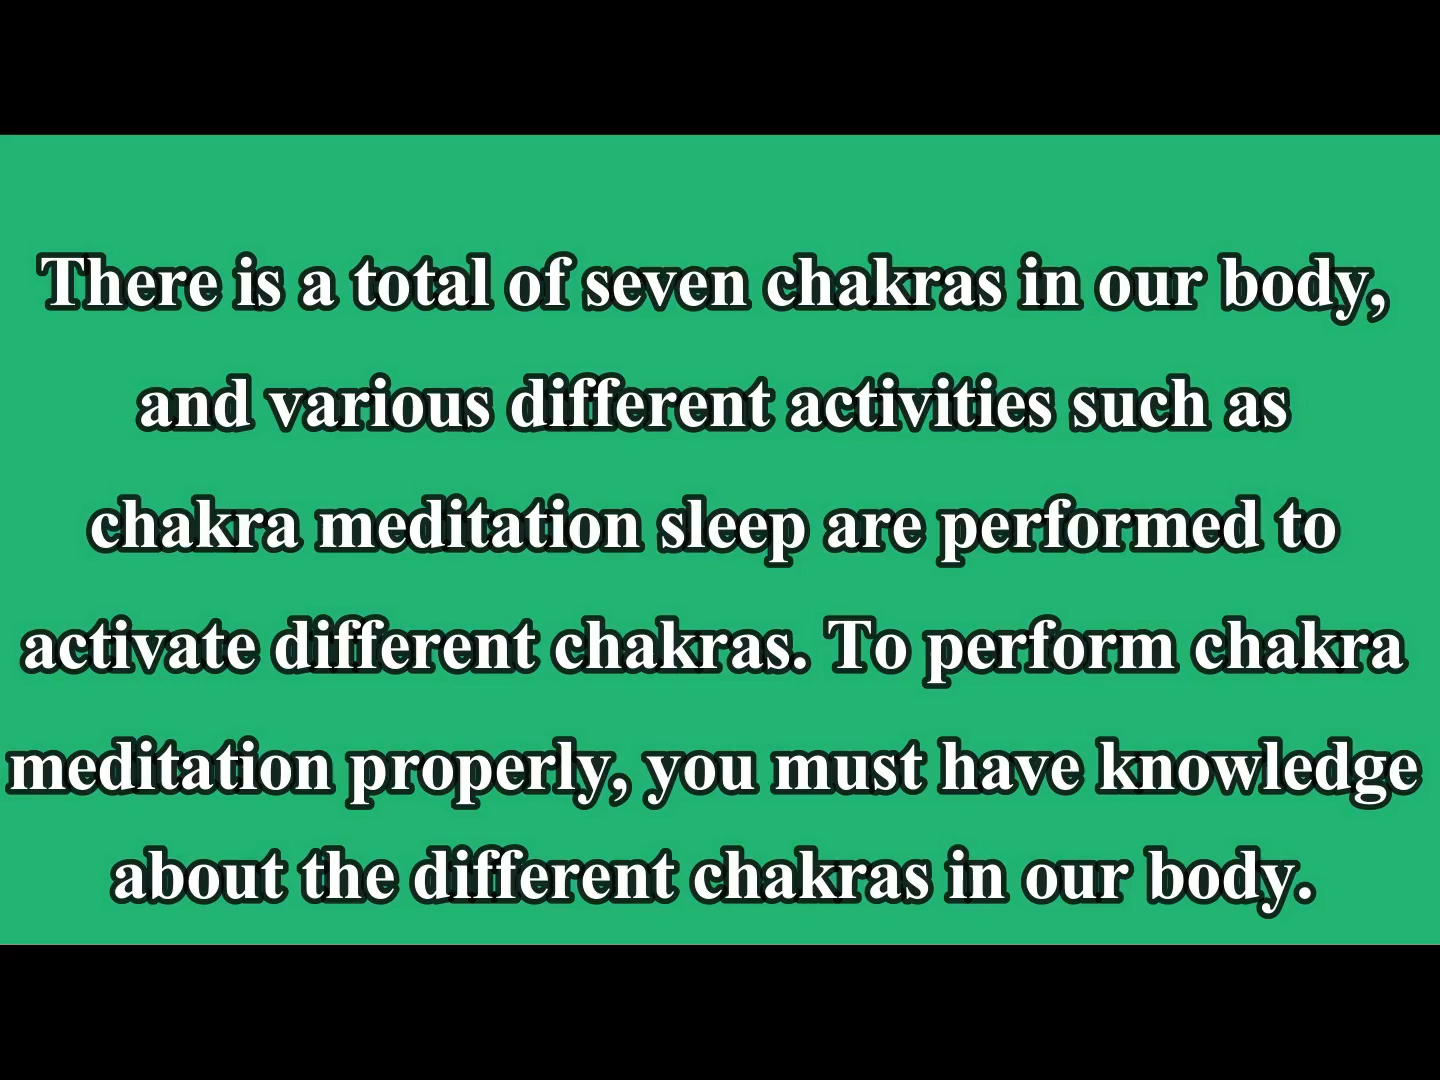 There is a total of seven chakras in our body,
and various different activities such as
chakra meditation sleep are performed to
activate different chakras. To perform chakra
meditation properly, you must have knowledge
about the different chakras in our body.